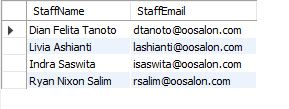 StaffName StaffEmail
Dian Felita Tanoto dtanoto@oosalon.com
Livia Ashianti lashianti@oosalon.com
Indra Saswita isaswita@oosalon.com
Ryan Nixon Salim rsalim@oosalon.com